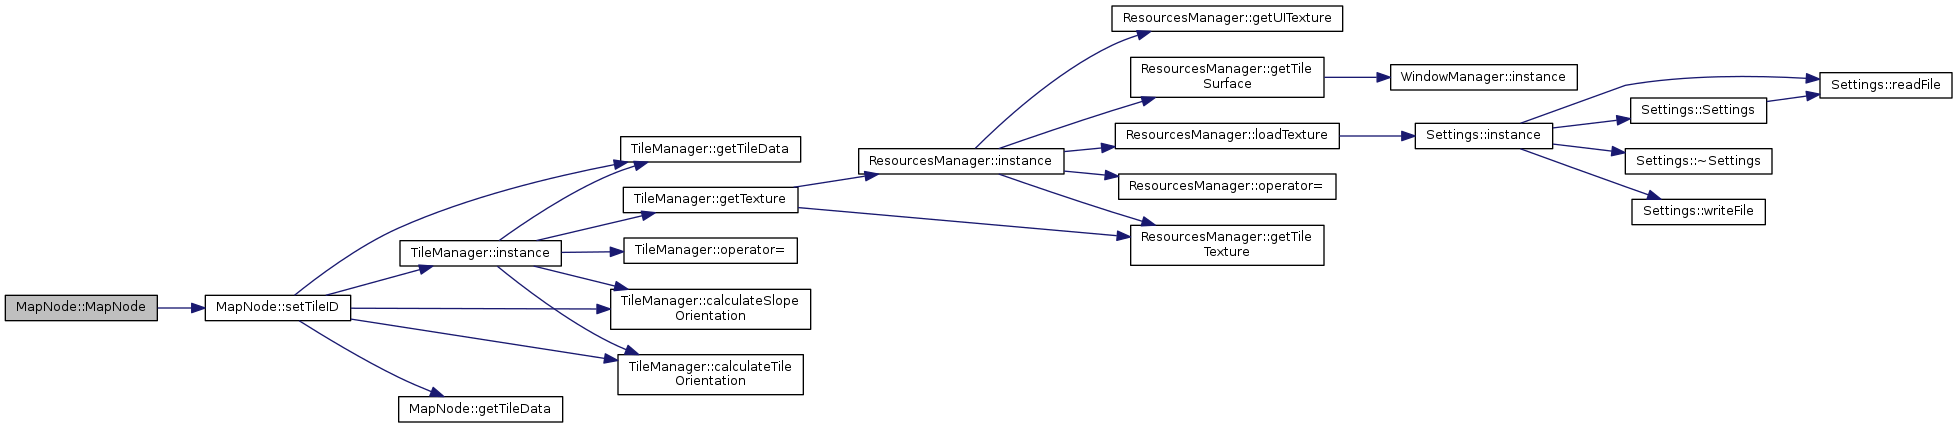 MapNode::MapNode
MapNode::setTileID
TileManager::getTileData
TileManager::instance
TileManager::getTexture
TileManager::operator=
TileManager::calculateSlope
Orientation
TileManager::calculateTile
Orientation
MapNode::getTileData
ResourcesManager::instance
ResourcesManager::getUITexture
ResourcesManager::getTile
Surface
ResourcesManager::loadTexture
ResourcesManager::operator=
ResourcesManager::getTile
Texture
WindowManager::instance
Settings::instance
Settings::readFile
Settings::Settings
Settings::~Settings
Settings::writeFile